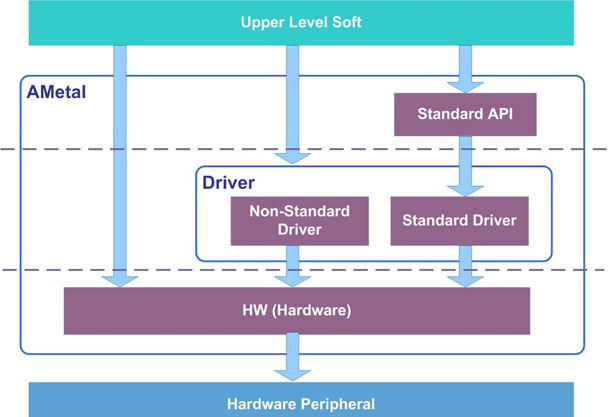 Upper Level Soft
AMetal
Standard API
Driver
Non-Standard
Driver
Standard Driver
HW (Hardware)
Hardware Peripheral